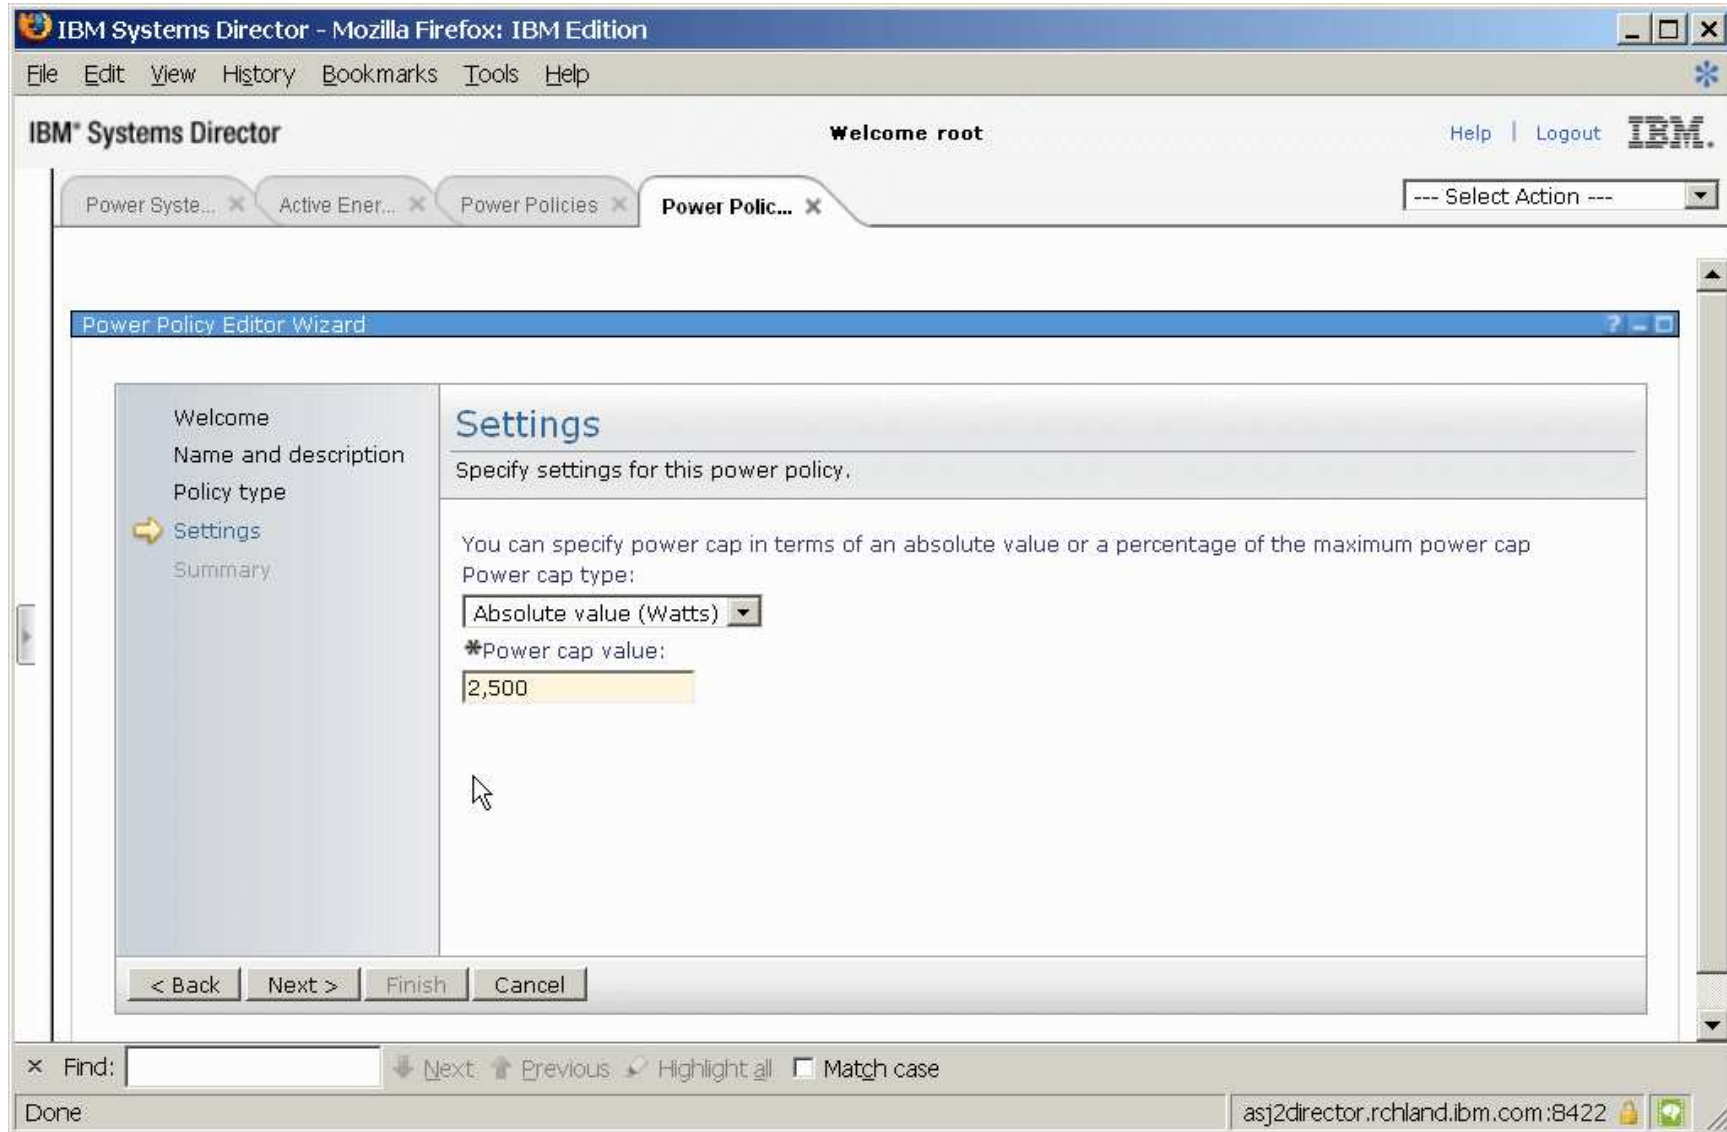 IBM Systems Director - Mozilla Firefox: IBM Edition
File Edit View History Bookmarks Tools Help
IBM® Systems Director Welcome root Help | Logout IBM.
Power Syste... Active Ener... Power Policies Power Polic... --- Select Action ---
Power Policy Editor Wizard ?
Welcome
Name and description
Policy type
Settings
Summary
Settings
Specify settings for this power policy.
You can specify power cap in terms of an absolute value or a percentage of the maximum power cap
Power cap type:
Absolute value (Watts)
*Power cap value:
2,500
< Back Next > Finish Cancel
× Find: Next Previous Highlight all Match case
Done asj2director.rchland.ibm.com:8422